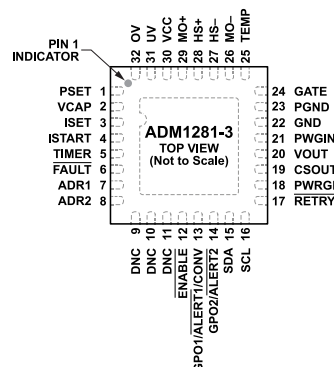 32 OV
31 UV
30 VCC
29 MO+
28 HS+
27 HS–
26 MO–
25 TEMP
PIN 1
INDICATOR
PSET 1
VCAP 2
ISET 3
ISTART 4
TIMER 5
FAULT 6
ADR1 7
ADR2 8
ADM1281-3
TOP VIEW
(Not to Scale)
24 GATE
23 PGND
22 GND
21 PWGIN
20 VOUT
19 CSOUT
18 PWRGD
17 RETRY
DNC 9
DNC 10
DNC 11
ENABLE 12
GPO1/ALERT1/CONV 13
GPO2/ALERT2 14
SDA 15
SCL 16